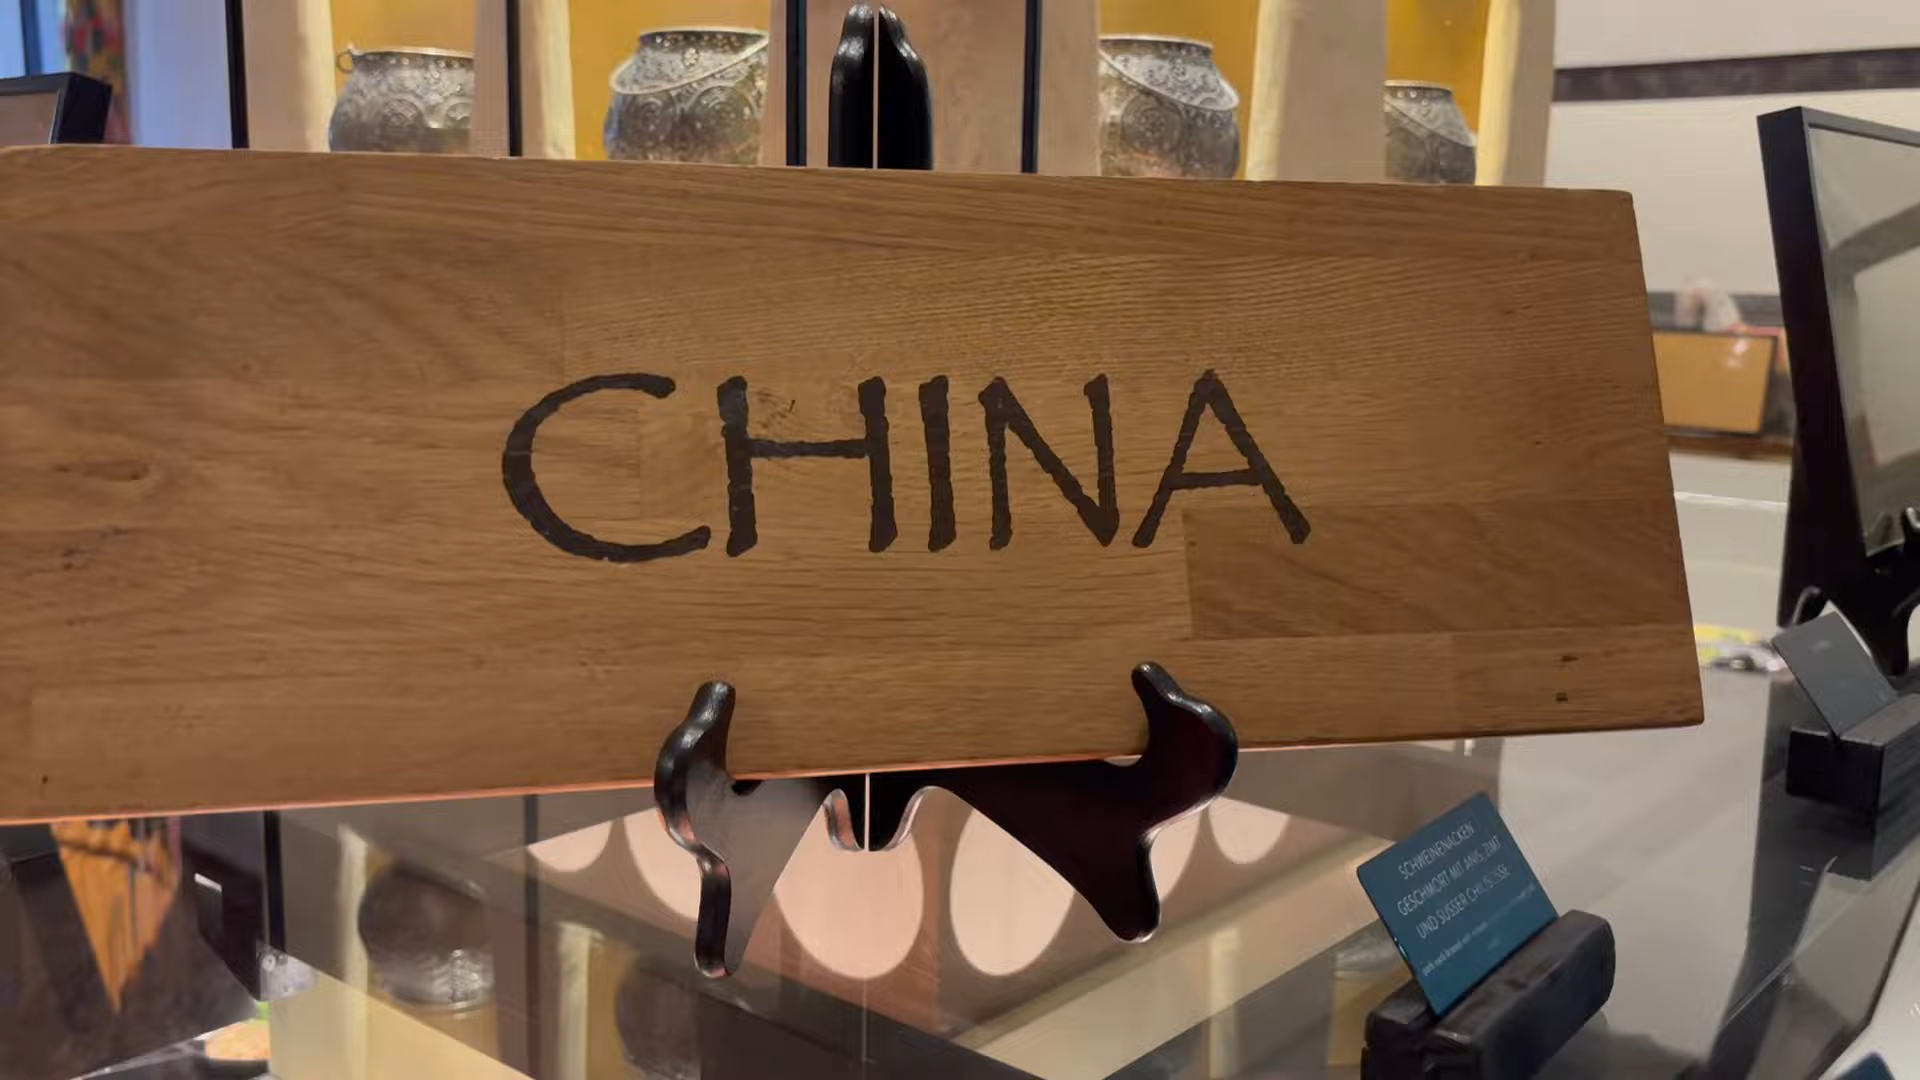 CHINA
SCHWEINENACKEN
GESCHMORT MIT ANIS, ZIMT
UND SÜSSER CHILISOSSE